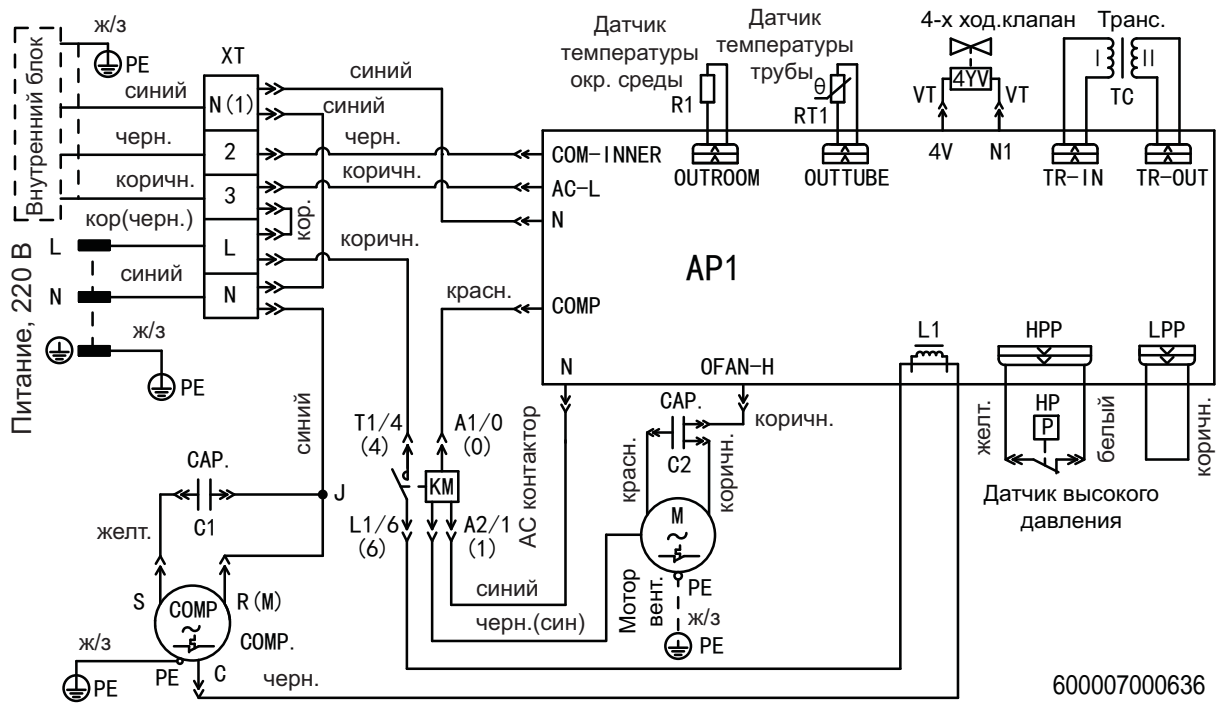 ж/з
PE
Внутренний блок
синий
черн.
коричн.
кор(черн.)
Питание, 220 В
L
N
синий
ж/з
PE
XT
N(1)
2
3
L
N
синий
синий
черн.
коричн.
кор.
коричн.
красн.
синий
Датчик
температуры
окр. среды
R1
Датчик
температуры
трубы
θ
RT1
4-х ход.клапан
4YV
VT
VT
Транс.
I
II
TC
COM-INNER
AC-L
N
COMP
OUTROOM
OUTTUBE
4V
N1
TR-IN
TR-OUT
AP1
N
OFAN-H
L1
HPP
LPP
T1/4
(4)
A1/0
(0)
KM
L1/6
(6)
A2/1
(1)
АС контактор
CAP.
C2
коричн.
красн.
коричн.
M
~
Мотор
вент.
PE
ж/з
PE
желт.
HP
P
белый
Датчик высокого
давления
коричн.
CAP.
C1
J
желт.
S
R(M)
COMP
~
COMP.
ж/з
PE
PE
C
черн.
синий
черн.(син)
600007000636